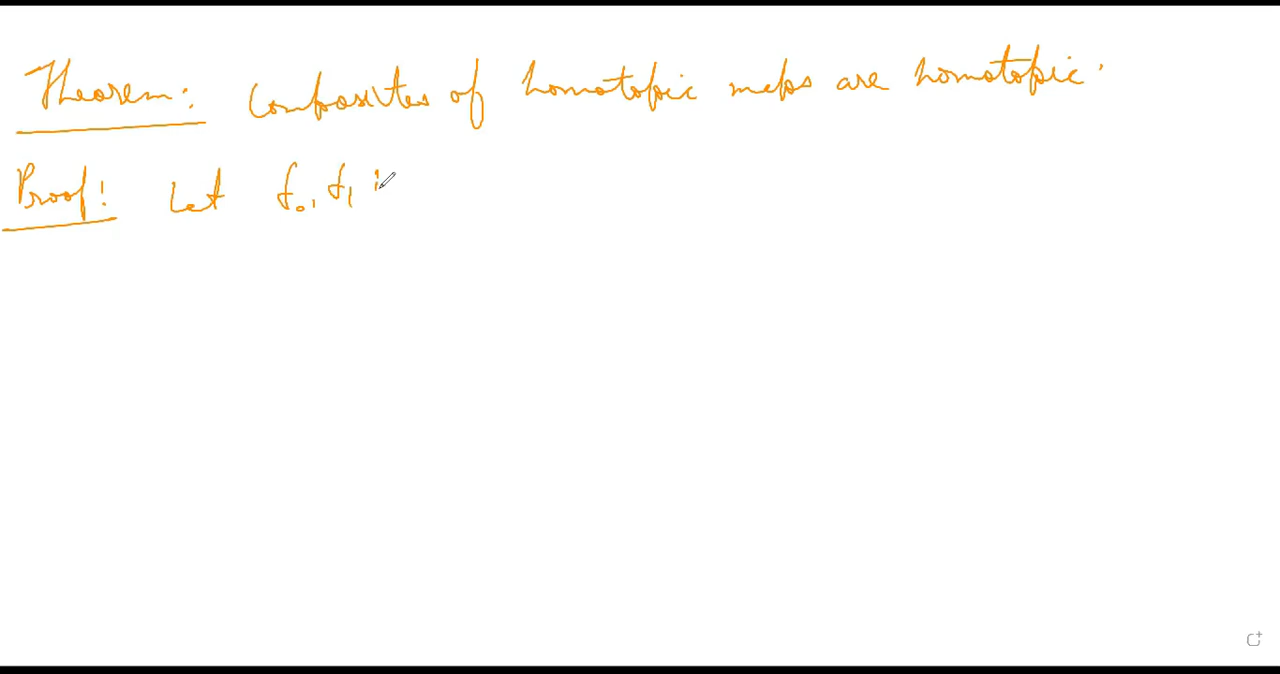 Theorem: Composites of homotopic maps are homotopic.
Proof: Let f₀, f₁ :